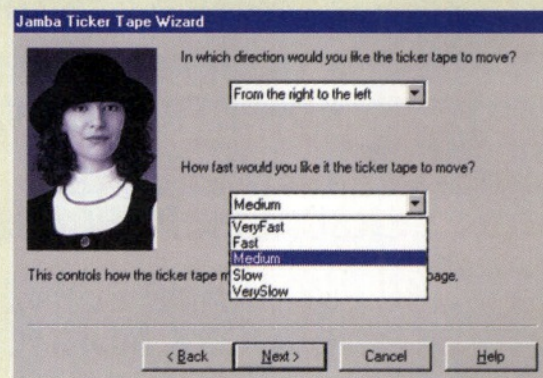 Jamba Ticker Tape Wizard
In which direction would you like the ticker tape to move?
From the right to the left
How fast would you like it the ticker tape to move?
Medium
VeryFast
Fast
Medium
Slow
VerySlow
This controls how the ticker tape m page.
< Back Next > Cancel Help